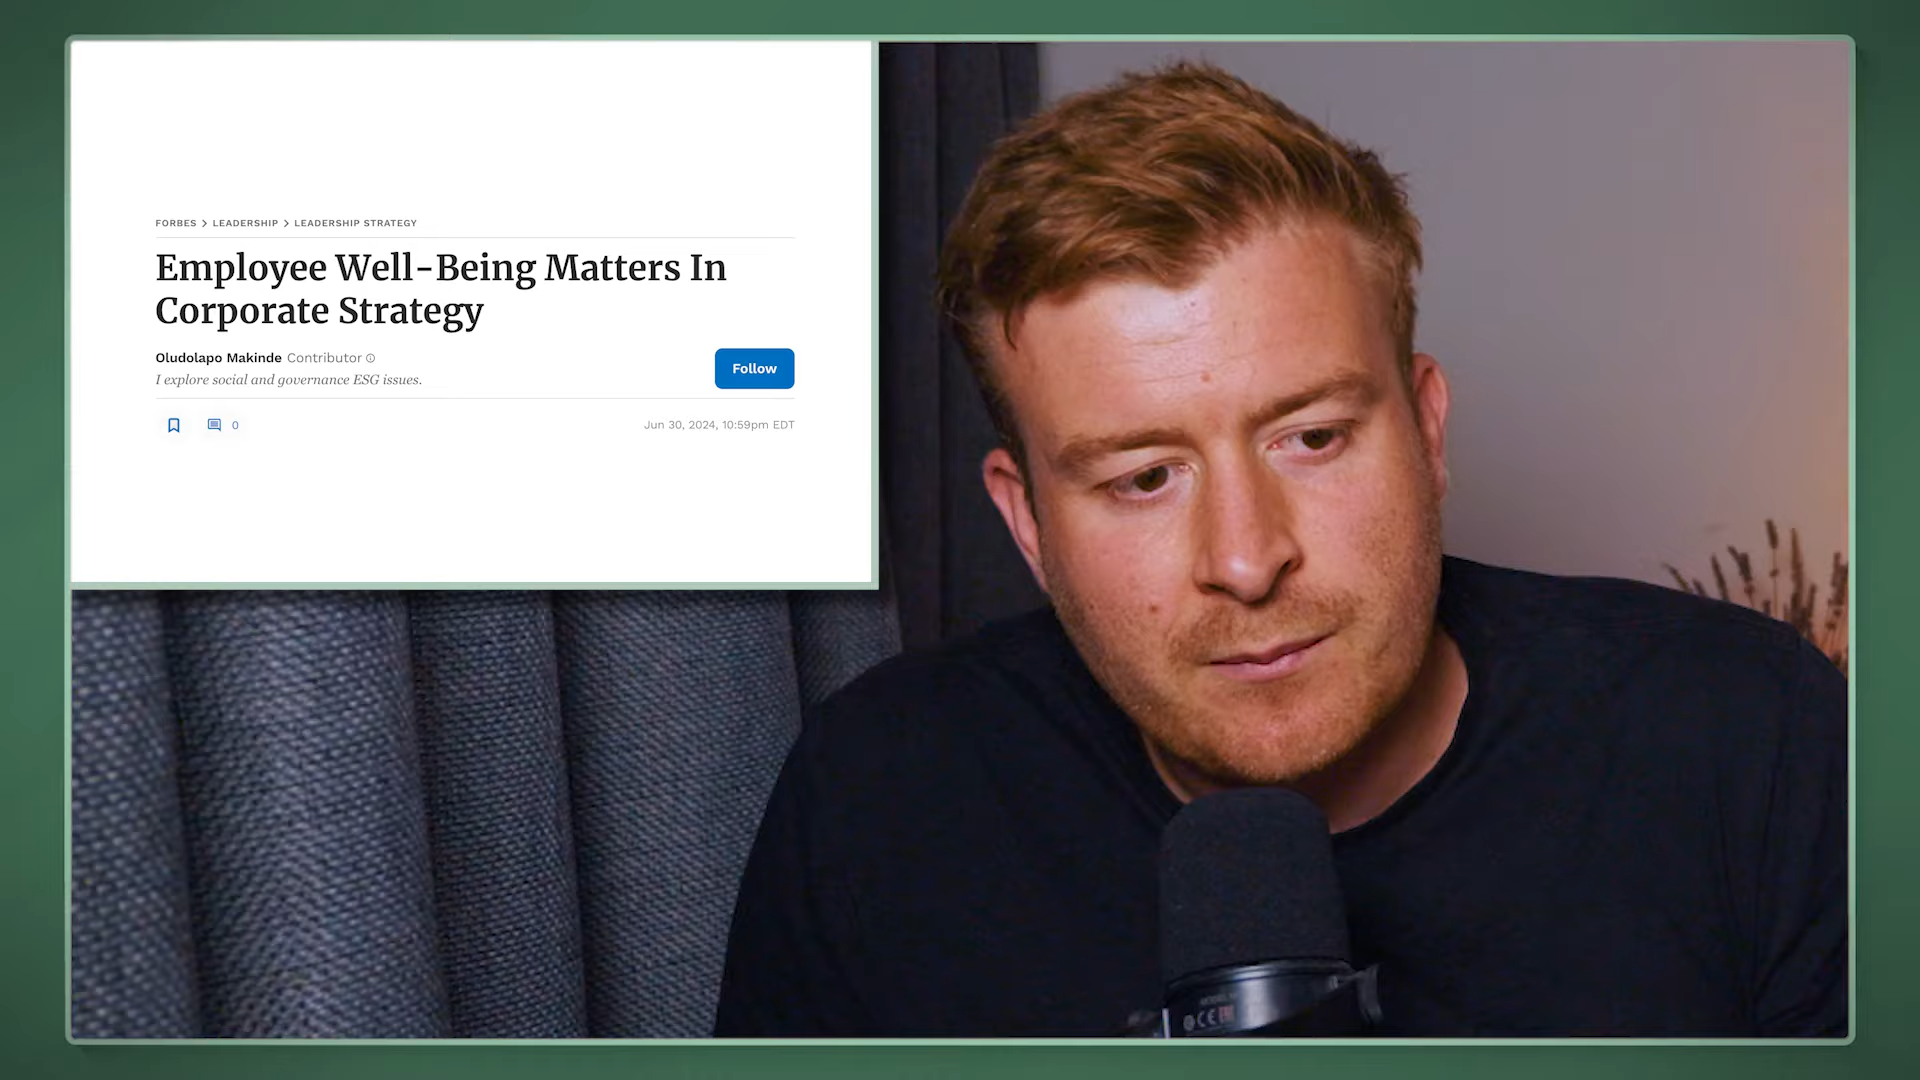 FORBES > LEADERSHIP > LEADERSHIP STRATEGY
Employee Well-Being Matters In
Corporate Strategy
Oludolapo Makinde Contributor
I explore social and governance ESG issues.
Follow
0
Jun 30, 2024, 10:59pm EDT
CE